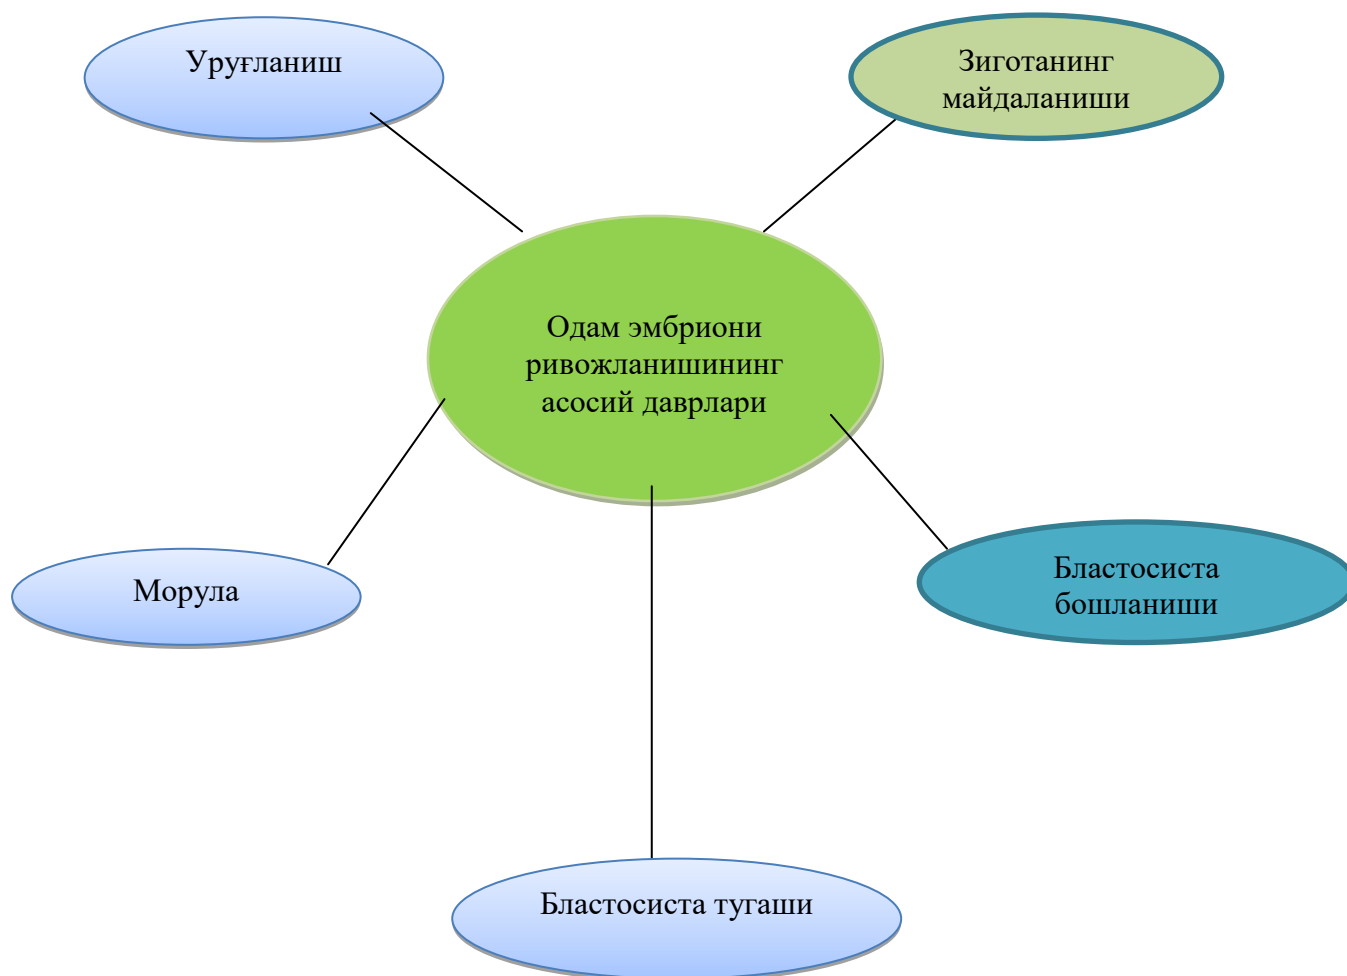 Уруғланиш
Зиготанинг
майдаланиши
Одам эмбриони
ривожланишининг
асосий даврлари
Морула
Бластосиста
бошланиши
Бластосиста тугаши